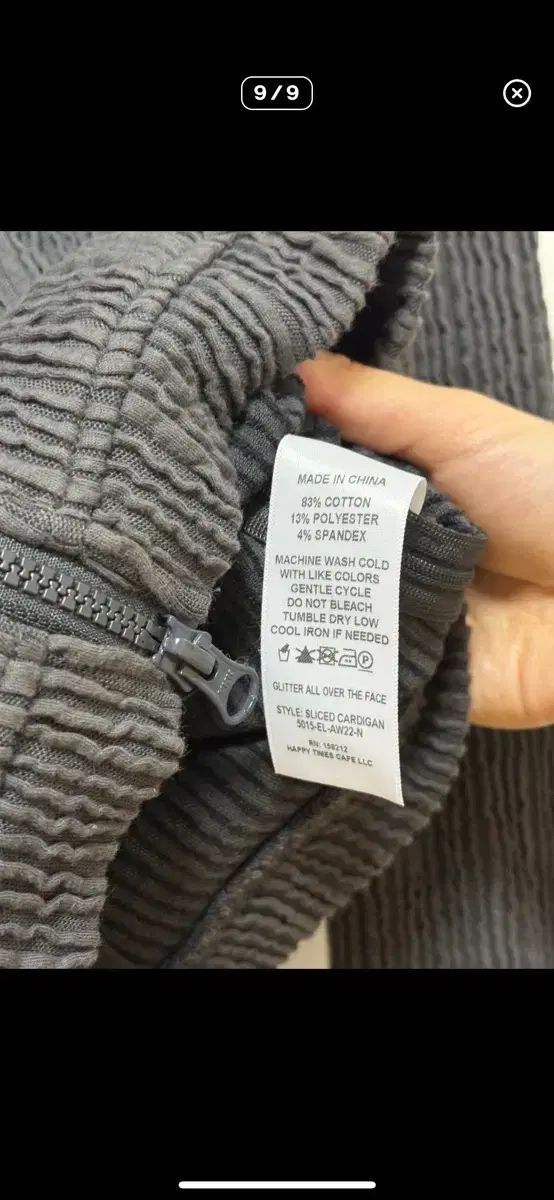 9/9
MADE IN CHINA
83% COTTON
13% POLYESTER
4% SPANDEX
MACHINE WASH COLD
WITH LIKE COLORS
GENTLE CYCLE
DO NOT BLEACH
TUMBLE DRY LOW
COOL IRON IF NEEDED
GLITTER ALL OVER THE FACE
STYLE: SLICED CARDIGAN
5015-EL-AW22-N
RN: 158212
HAPPY TIMES CAFE LLC